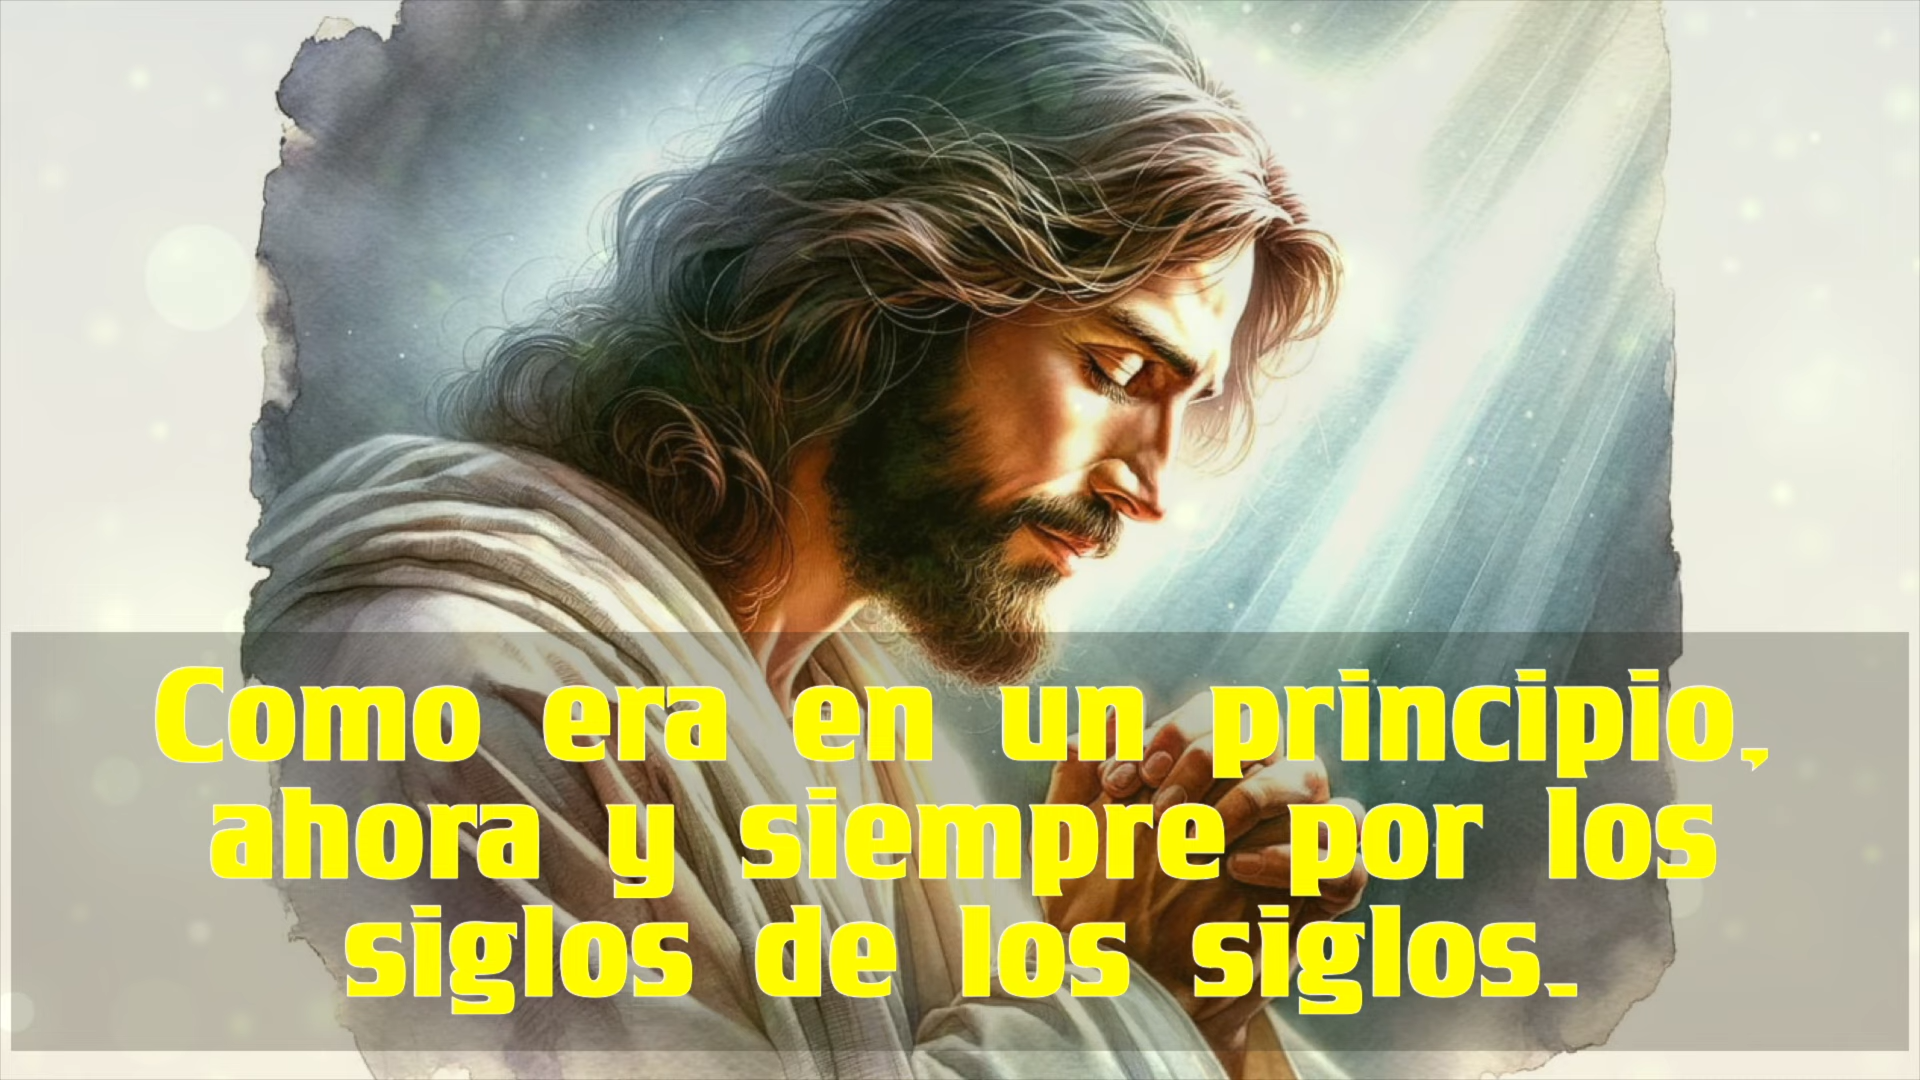 Como era en un principio,
ahora y siempre por los
siglos de los siglos.